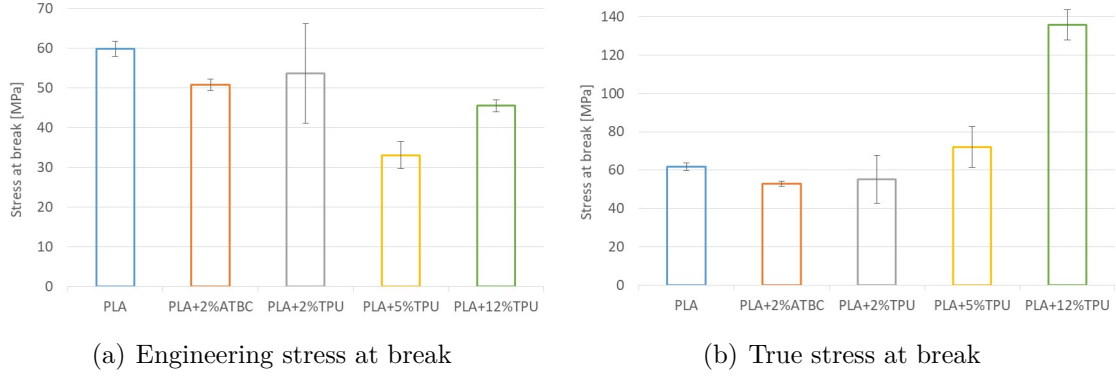 70
60
50
40
30
20
10
0
Stress at break [MPa]
PLA PLA+2%ATBC PLA+2%TPU PLA+5%TPU PLA+12%TPU
(a) Engineering stress at break
140
120
100
80
60
40
20
0
Stress at break [MPa]
PLA PLA+2%ATBC PLA+2%TPU PLA+5%TPU PLA+12%TPU
(b) True stress at break